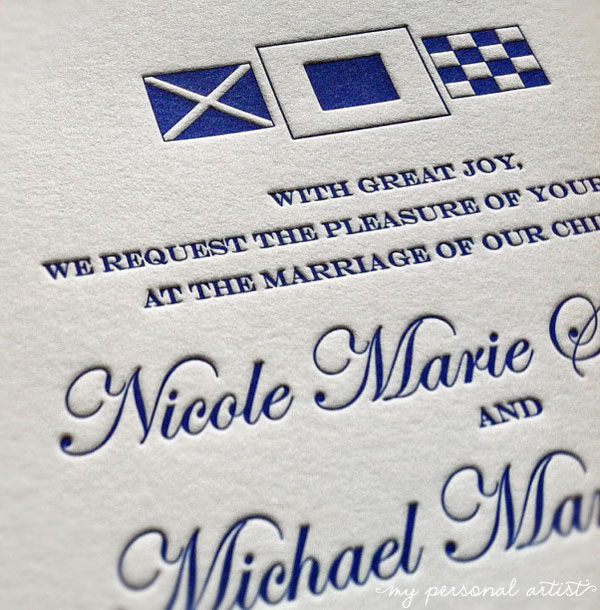 WITH GREAT JOY,
WE REQUEST THE PLEASURE OF YOUR
AT THE MARRIAGE OF OUR
Nicole Marie
AND
Michael
my personal artist